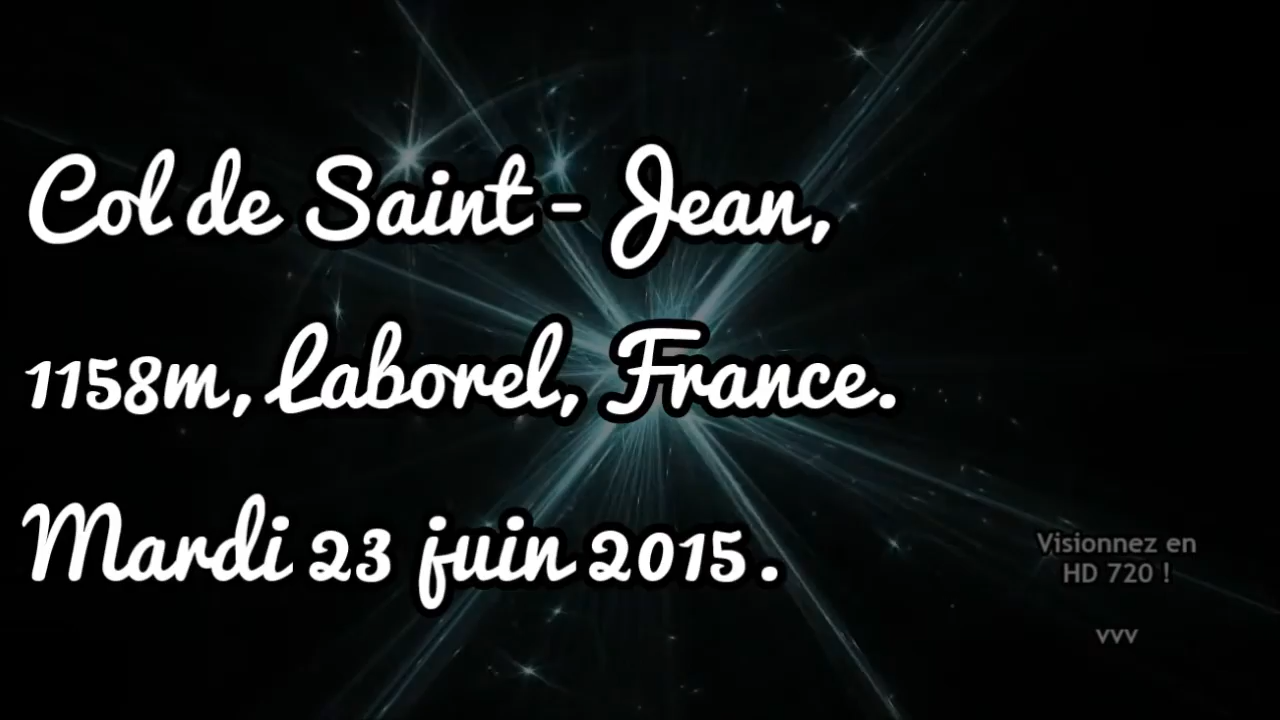 Col de Saint - Jean,
1158m, Laborel, France.
Mardi 23 juin 2015.
Visionnez en
HD 720 !
vvv